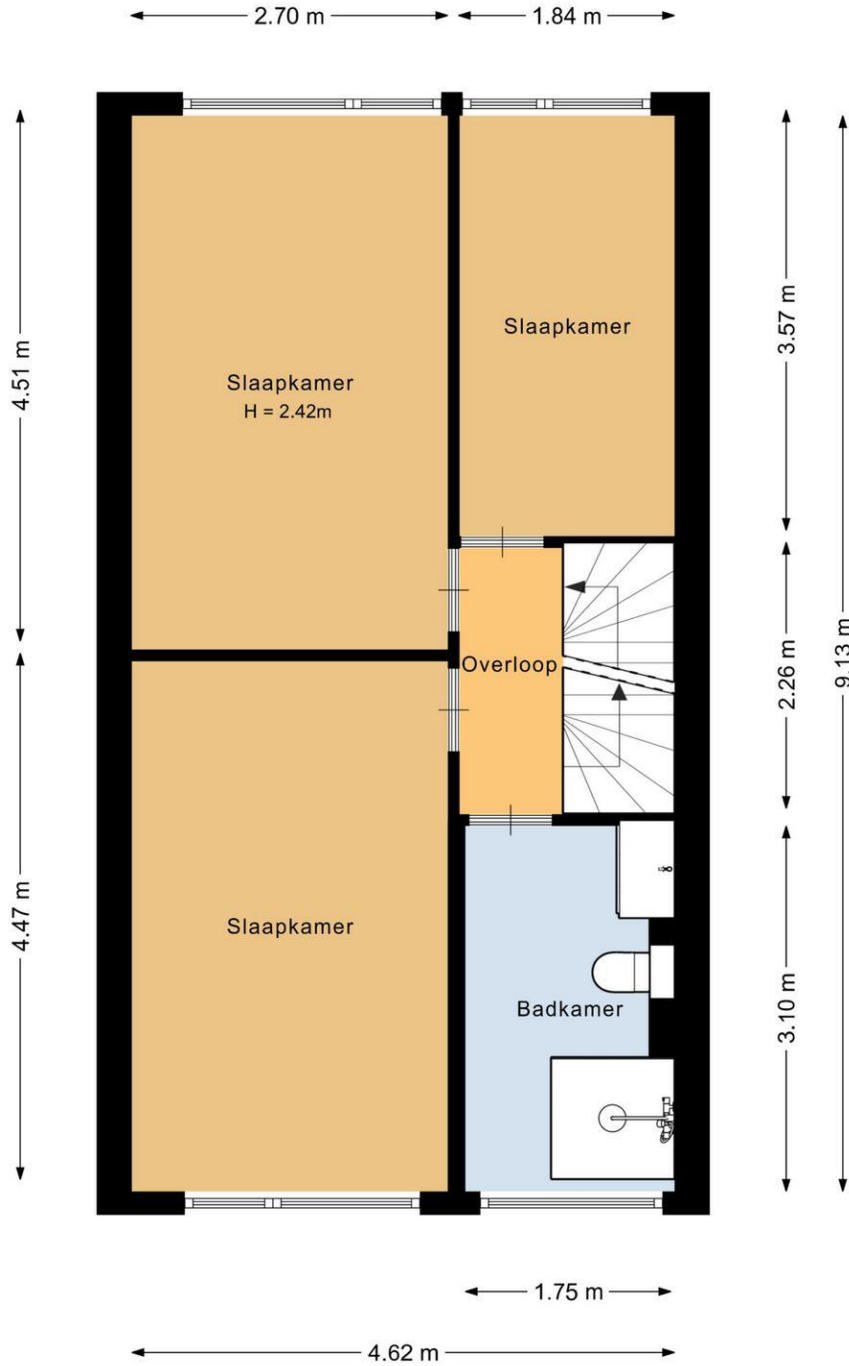 2.70 m
1.84 m
4.51 m
3.57 m
Slaapkamer
Slaapkamer
H = 2.42m
9.13 m
2.26 m
Overloop
4.47 m
Slaapkamer
3.10 m
Badkamer
1.75 m
4.62 m